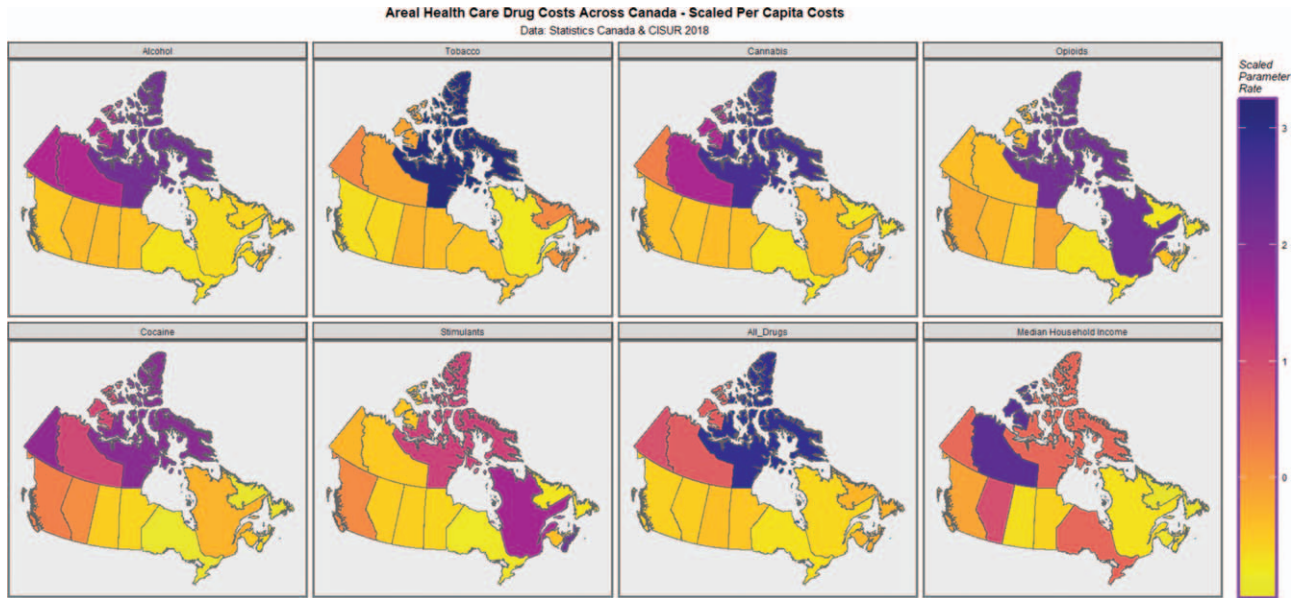 Areal Health Care Drug Costs Across Canada - Scaled Per Capita Costs
Data: Statistics Canada & CISUR 2018
Alcohol
Tobacco
Cannabis
Opioids
Cocaine
Stimulants
All_Drugs
Median Household Income
Scaled
Parameter
Rate
3
2
1
0